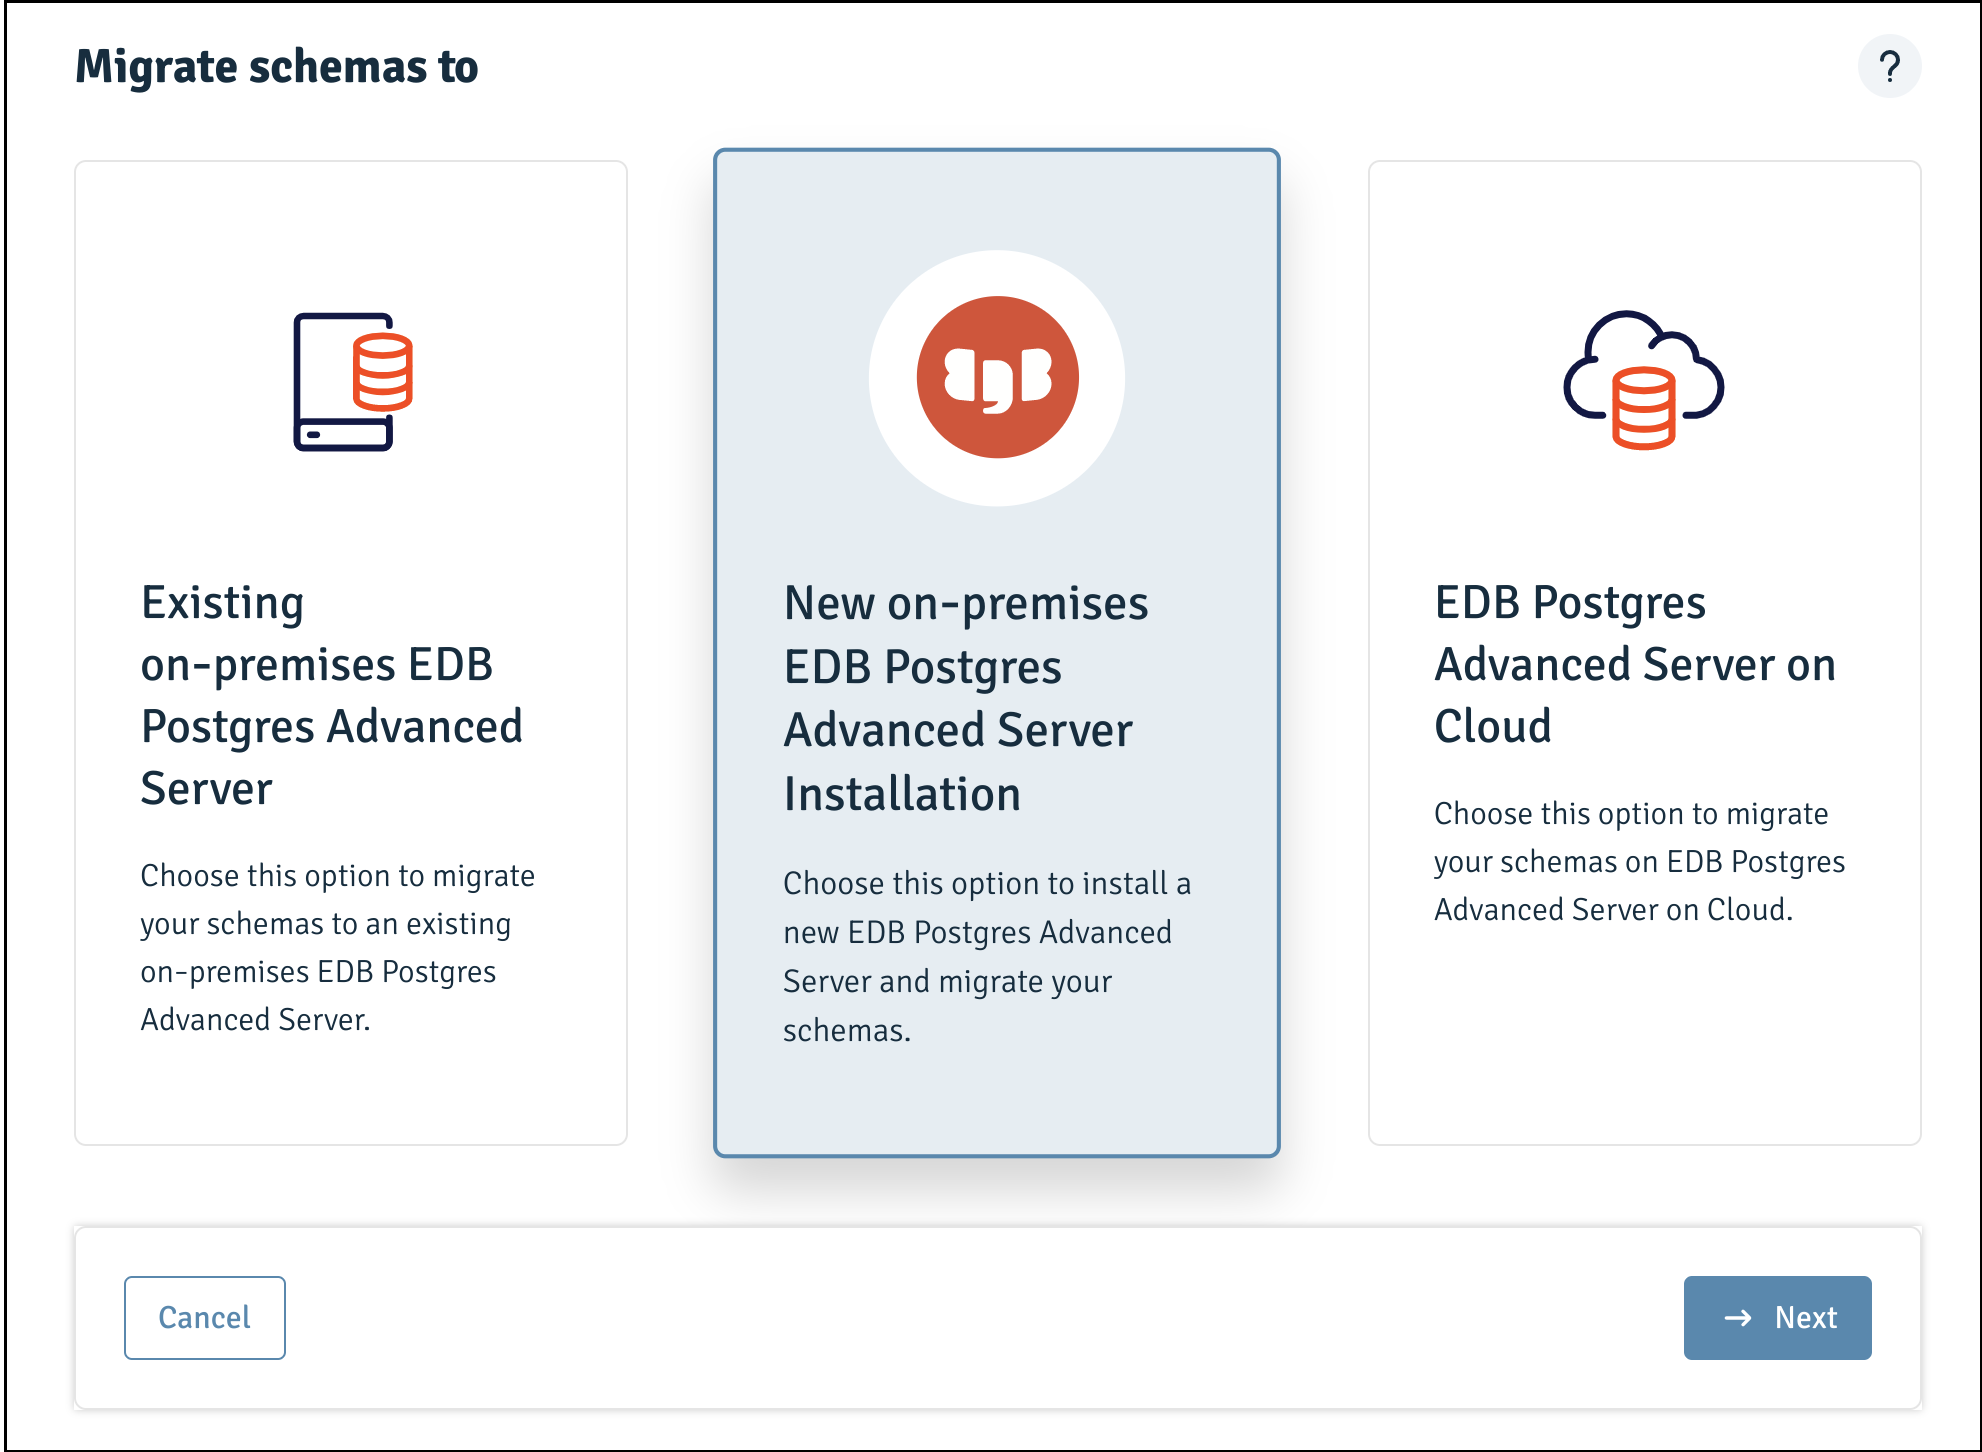 Migrate schemas to
?
Existing
on-premises EDB
Postgres Advanced
Server
Choose this option to migrate
your schemas to an existing
on-premises EDB Postgres
Advanced Server.
New on-premises
EDB Postgres
Advanced Server
Installation
Choose this option to install a
new EDB Postgres Advanced
Server and migrate your
schemas.
EDB Postgres
Advanced Server on
Cloud
Choose this option to migrate
your schemas on EDB Postgres
Advanced Server on Cloud.
Cancel
→ Next